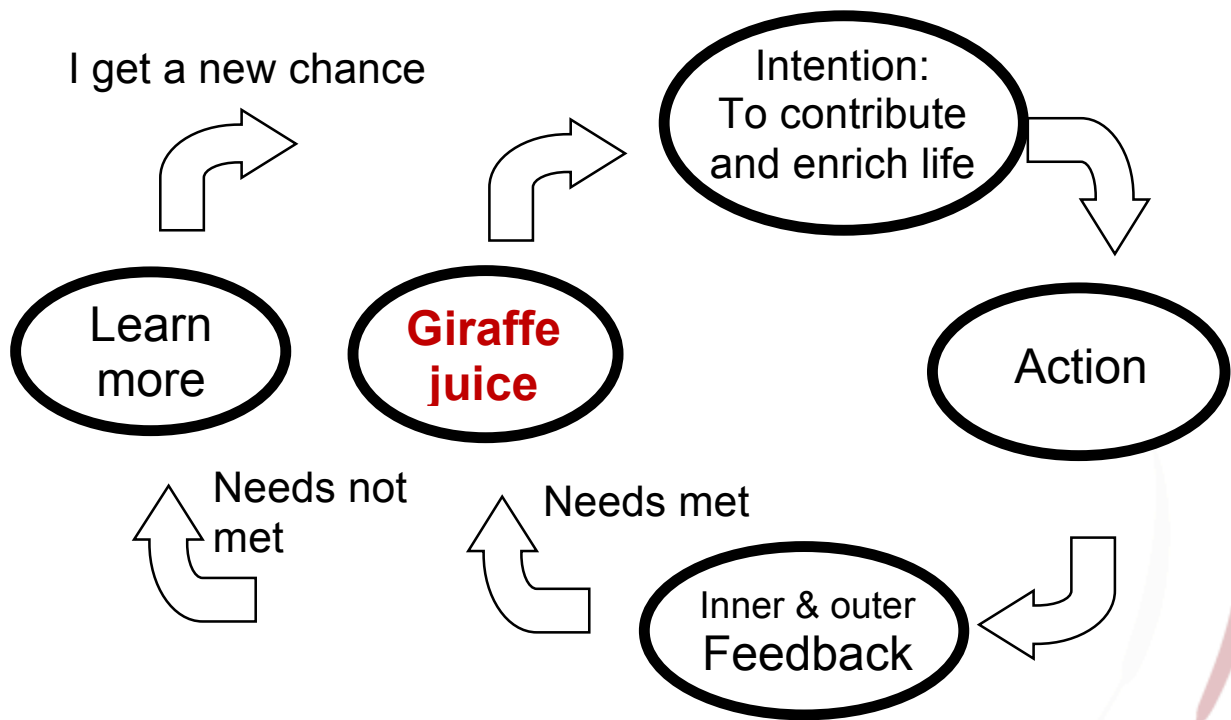 I get a new chance
Intention:
To contribute
and enrich life
Learn
more
Giraffe
juice
Action
Needs not
met
Needs met
Inner & outer
Feedback